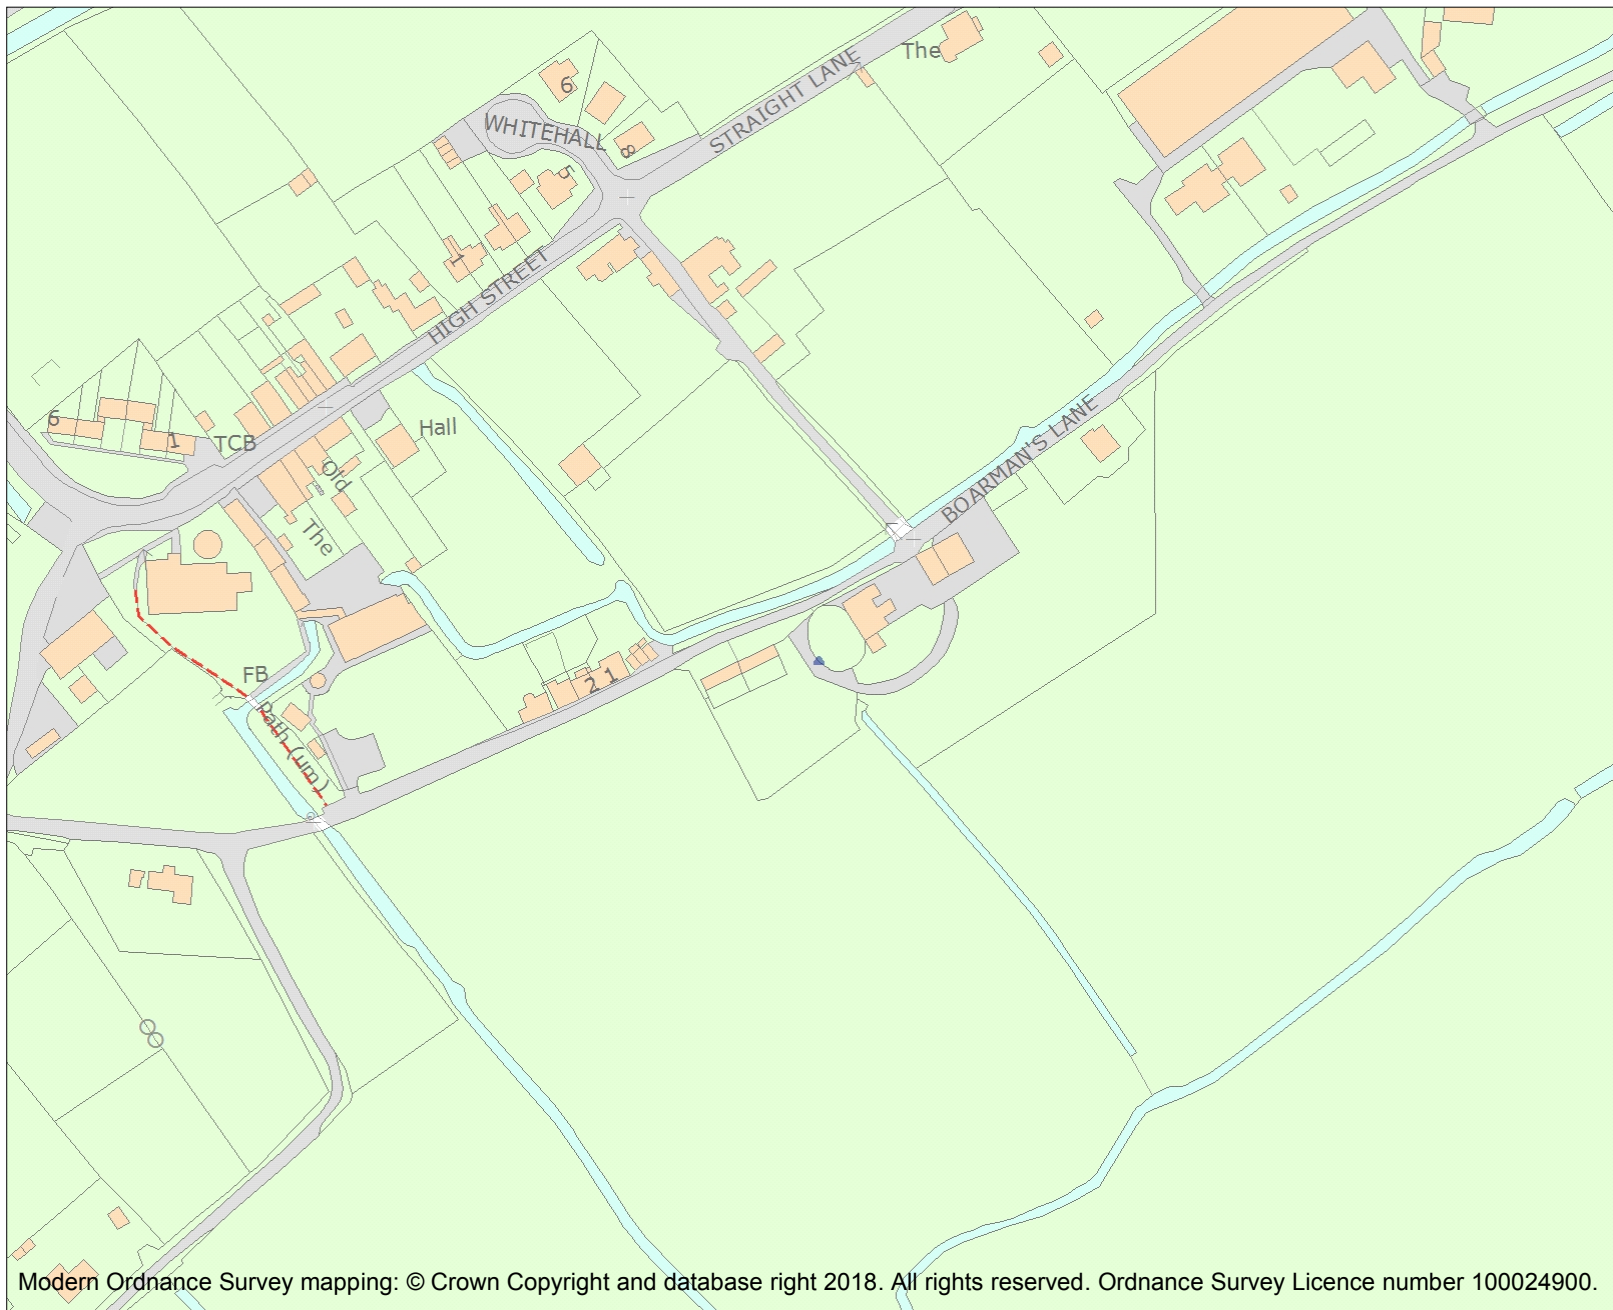 The
STRAIGHT LANE
6
WHITEHALL
8
5
1
HIGH STREET
6
1
TCB
Hall
Old
The
BOARMAN'S LANE
FB
2 1
Path (um)
Modern Ordnance Survey mapping: © Crown Copyright and database right 2018. All rights reserved. Ordnance Survey Licence number 100024900.